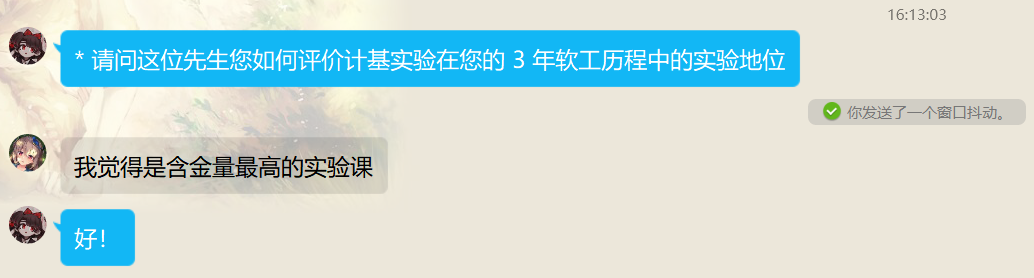 16:13:03
* 请问这位先生您如何评价计基实验在您的 3 年软工历程中的实验地位
你发送了一个窗口抖动。
我觉得是含金量最高的实验课
好！